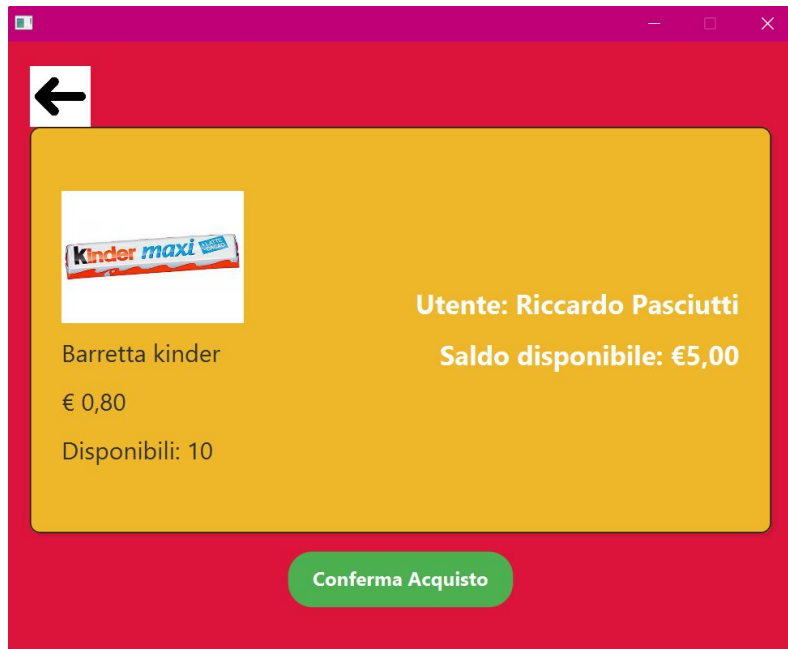 kinder maxi
Barretta kinder
€ 0,80
Disponibili: 10
Utente: Riccardo Pasciutti
Saldo disponibile: €5,00
Conferma Acquisto